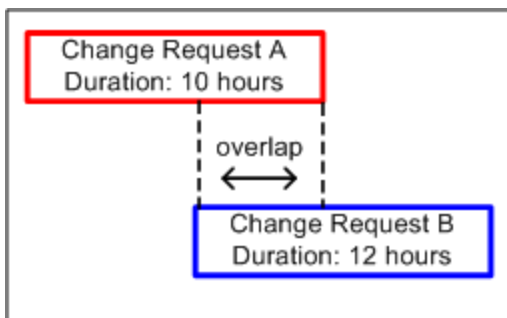 Change Request A
Duration: 10 hours
overlap
Change Request B
Duration: 12 hours